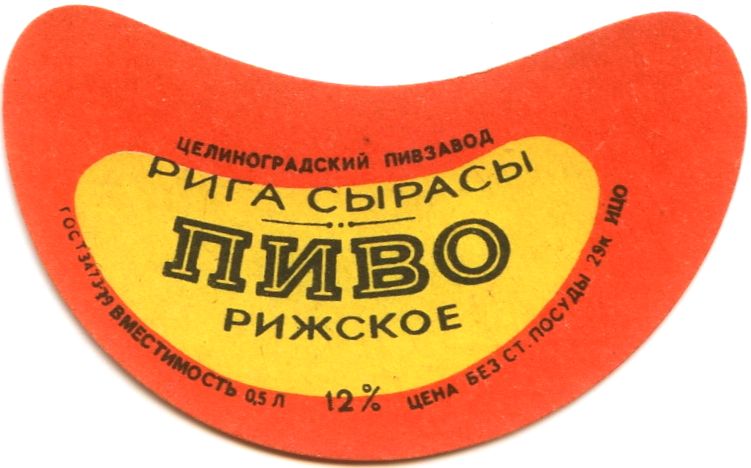 ЦЕЛИНОГРАДСКИЙ ПИВЗАВОД
РИГА СЫРАСЫ
ПИВО
РИЖСКОЕ
ГОСТ 3473-79 ВМЕСТИМОСТЬ 0,5 Л 12% ЦЕНА БЕЗ СТ. ПОСУДЫ 29к ИЦО